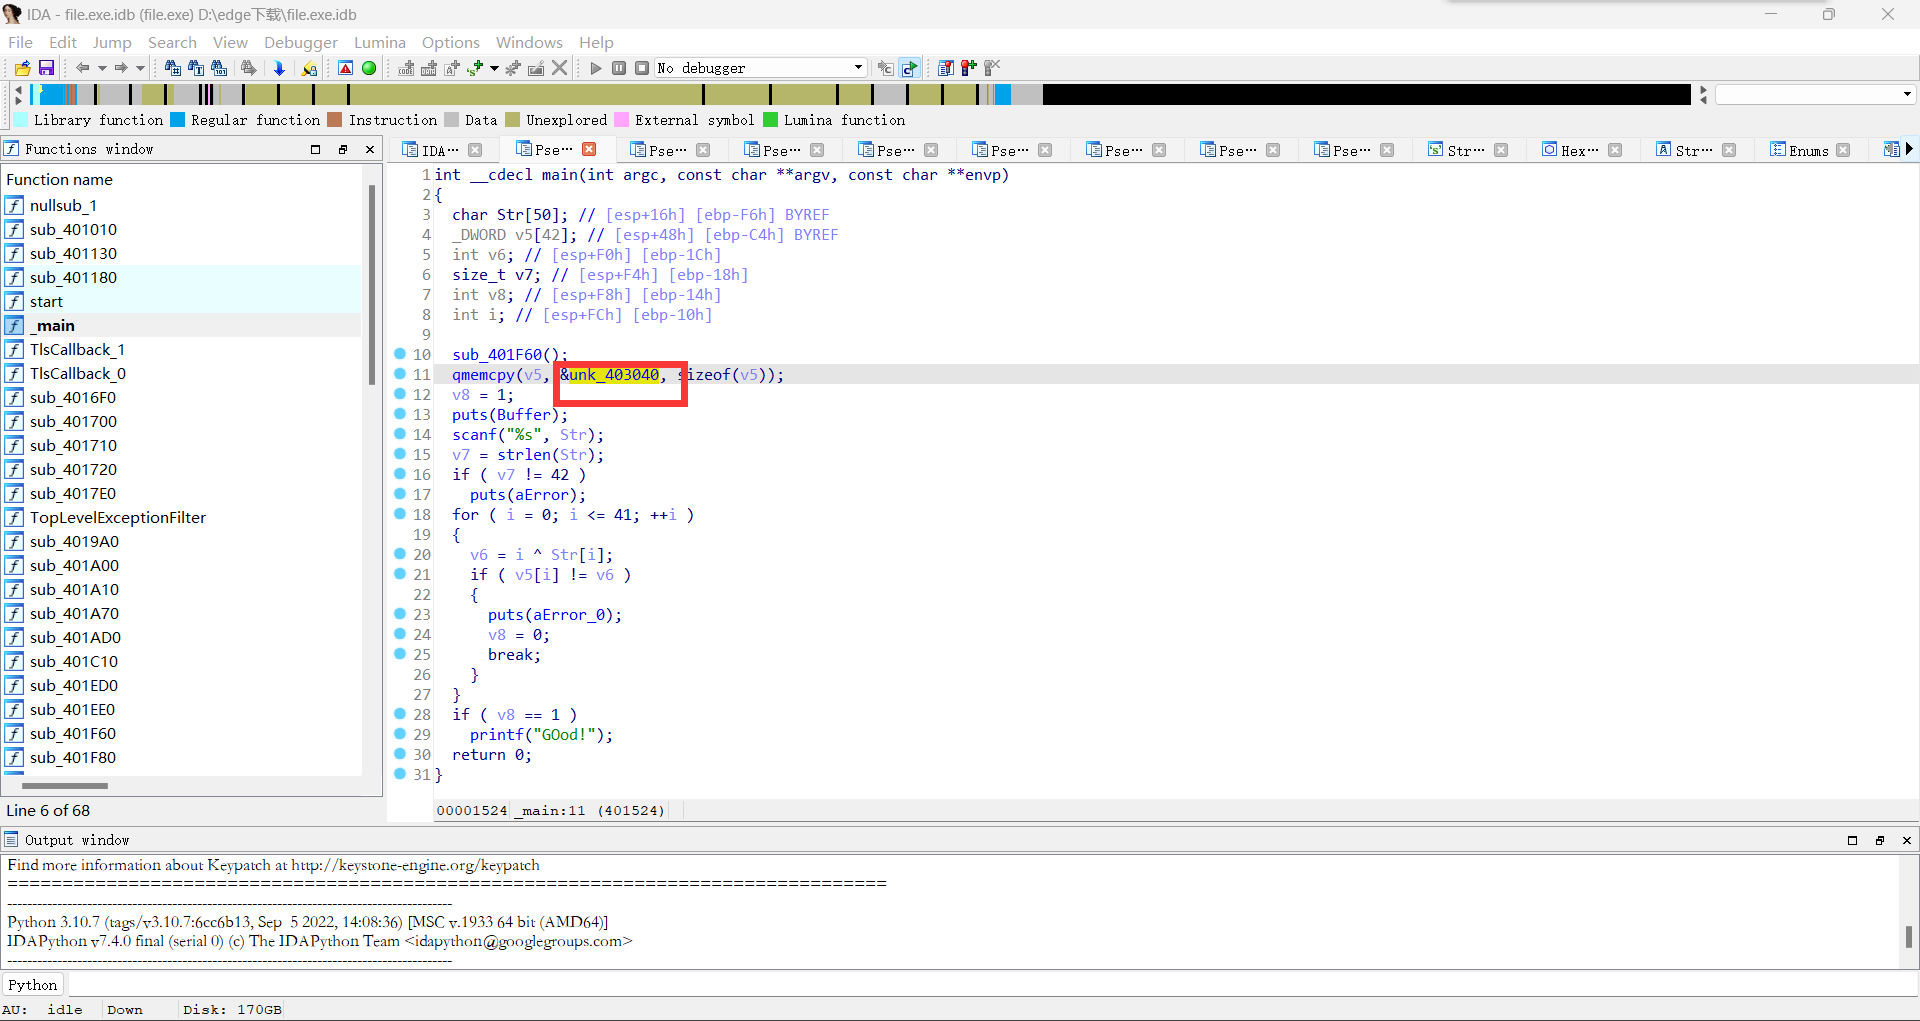 IDA - file.exe.idb (file.exe) D:\edge下载\file.exe.idb
File Edit Jump Search View Debugger Lumina Options Windows Help
No debugger
Library function Regular function Instruction Data Unexplored External symbol Lumina function
Functions window
IDA··· Pse··· Pse··· Pse··· Pse··· Pse··· Pse··· Pse··· Pse··· Str··· Hex··· Str··· Enums
Function name
nullsub_1
sub_401010
sub_401130
sub_401180
start
_main
TlsCallback_1
TlsCallback_0
sub_4016F0
sub_401700
sub_401710
sub_401720
sub_4017E0
TopLevelExceptionFilter
sub_4019A0
sub_401A00
sub_401A10
sub_401A70
sub_401AD0
sub_401C10
sub_401ED0
sub_401EE0
sub_401F60
sub_401F80
Line 6 of 68
1 int __cdecl main(int argc, const char **argv, const char **envp)
2 {
3 char Str[50]; // [esp+16h] [ebp-F6h] BYREF
4 _DWORD v5[42]; // [esp+48h] [ebp-C4h] BYREF
5 int v6; // [esp+F0h] [ebp-1Ch]
6 size_t v7; // [esp+F4h] [ebp-18h]
7 int v8; // [esp+F8h] [ebp-14h]
8 int i; // [esp+FCh] [ebp-10h]
9
10 sub_401F60();
11 qmemcpy(v5, &unk_403040, sizeof(v5));
12 v8 = 1;
13 puts(Buffer);
14 scanf("%s", Str);
15 v7 = strlen(Str);
16 if ( v7 != 42 )
17 puts(aError);
18 for ( i = 0; i <= 41; ++i )
19 {
20 v6 = i ^ Str[i];
21 if ( v5[i] != v6 )
22 {
23 puts(aError_0);
24 v8 = 0;
25 break;
26 }
27 }
28 if ( v8 == 1 )
29 printf("GOod!");
30 return 0;
31 }
00001524 _main:11 (401524)
Output window
Find more information about Keypatch at http://keystone-engine.org/keypatch
Python 3.10.7 (tags/v3.10.7:6cc6b13, Sep 5 2022, 14:08:36) [MSC v.1933 64 bit (AMD64)]
IDAPython v7.4.0 final (serial 0) (c) The IDAPython Team <idapython@googlegroups.com>
Python
AU: idle Down Disk: 170GB